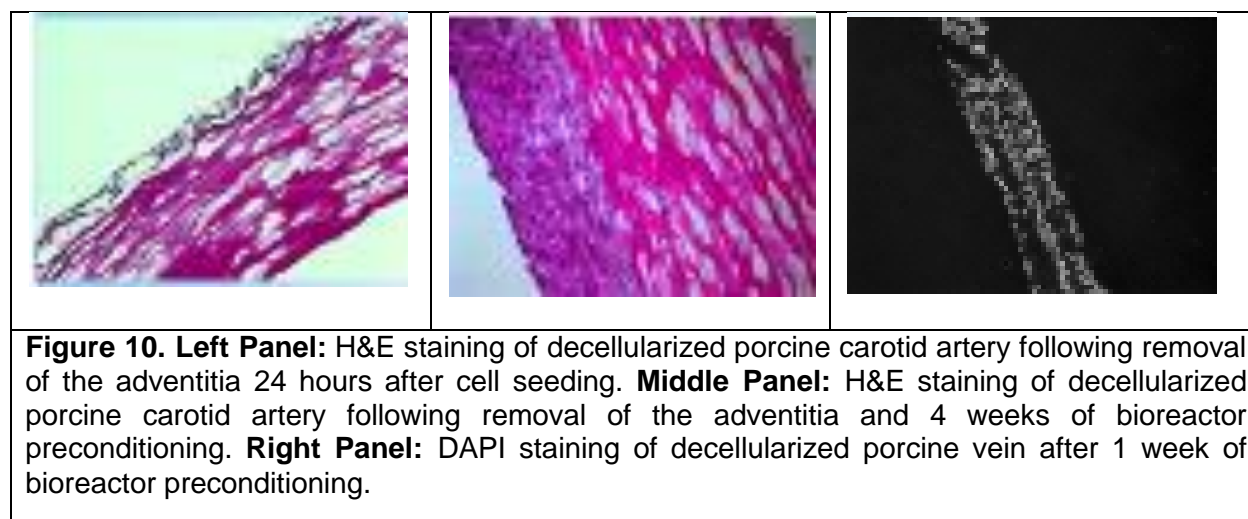 Figure 10. Left Panel: H&E staining of decellularized porcine carotid artery following removal
of the adventitia 24 hours after cell seeding. Middle Panel: H&E staining of decellularized
porcine carotid artery following removal of the adventitia and 4 weeks of bioreactor
preconditioning. Right Panel: DAPI staining of decellularized porcine vein after 1 week of
bioreactor preconditioning.